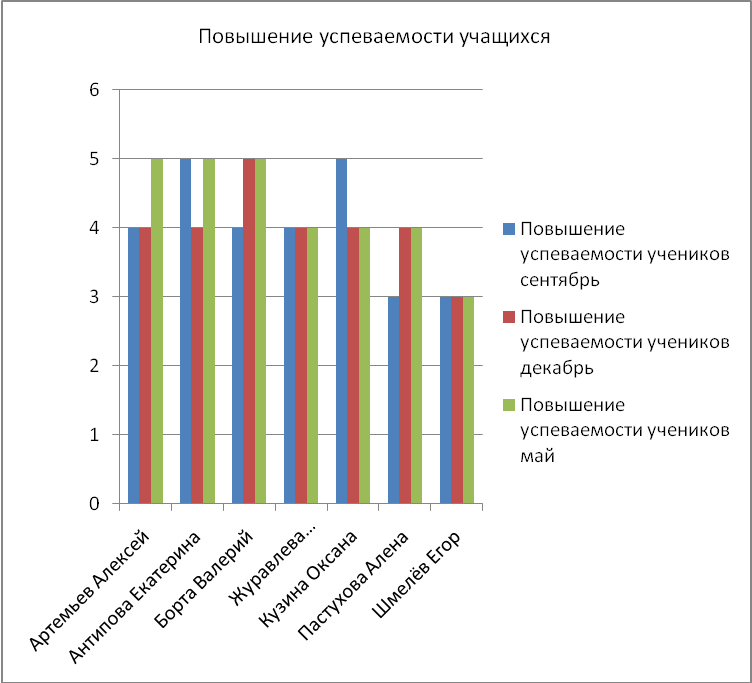 Повышение успеваемости учащихся
6
5
4
3
2
1
0
Артемьев Алексей
Антипова Екатерина
Борта Валерий
Журавлева...
Кузина Оксана
Пастухова Алена
Шмелёв Егор
Повышение
успеваемости учеников
сентябрь
Повышение
успеваемости учеников
декабрь
Повышение
успеваемости учеников
май